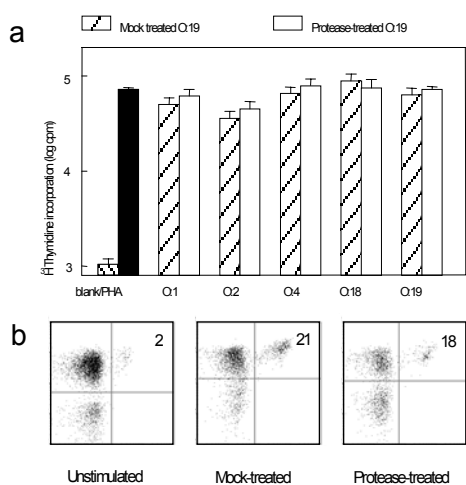 a
Mock treated O:19
Protease-treated O:19
Thymidine incorporation (log cpm)
5
4
3
blank/PHA
O:1
O:2
O:4
O:18
O:19
b
2
21
18
Unstimulated
Mock-treated
Protease-treated